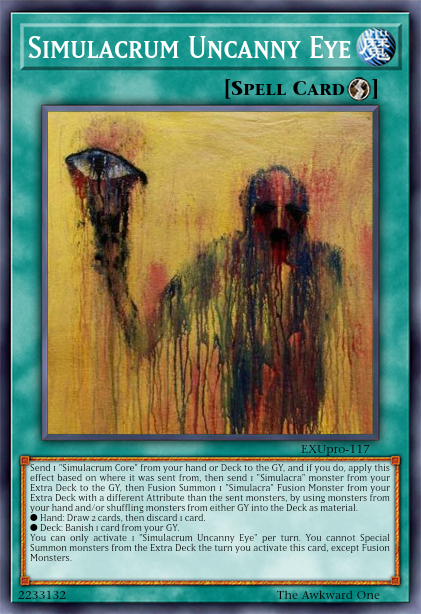 Simulacrum Uncanny Eye
魔
[Spell Card]
EXUpro-117
Send 1 "Simulacrum Core" from your hand or Deck to the GY, and if you do, apply this
effect based on where it was sent from, then send 1 "Simulacra" monster from your
Extra Deck to the GY, then Fusion Summon 1 "Simulacra" Fusion Monster from your
Extra Deck with a different Attribute than the sent monsters, by using monsters from
your hand and/or shuffling monsters from either GY into the Deck as material.
● Hand: Draw 2 cards, then discard 1 card.
● Deck: Banish 1 card from your GY.
You can only activate 1 "Simulacrum Uncanny Eye" per turn. You cannot Special
Summon monsters from the Extra Deck the turn you activate this card, except Fusion
Monsters.
2233132
The Awkward One